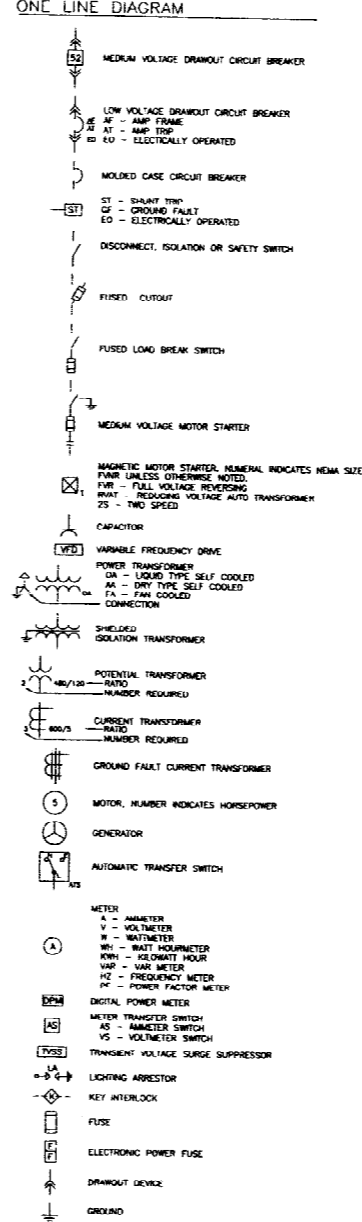 ONE LINE DIAGRAM
52 MEDIUM VOLTAGE DRAWOUT CIRCUIT BREAKER
LOW VOLTAGE DRAWOUT CIRCUIT BREAKER
AF AF - AMP FRAME
AT AT - AMP TRIP
EO EO - ELECTICALLY OPERATED
MOLDED CASE CIRCUIT BREAKER
ST - SHUNT TRIP
ST GF - GROUND FAULT
EO - ELECTRICALLY OPERATED
DISCONNECT, ISOLATION OR SAFETY SWITCH
FUSED CUTOUT
FUSED LOAD BREAK SWITCH
MEDIUM VOLTAGE MOTOR STARTER
MAGNETIC MOTOR STARTER, NUMERAL INDICATES NEMA SIZE
1 FVNR UNLESS OTHERWISE NOTED.
FVR - FULL VOLTAGE REVERSING
RVAT - REDUCING VOLTAGE AUTO TRANSFORMER
2S - TWO SPEED
CAPACITOR
VFD VARIABLE FREQUENCY DRIVE
POWER TRANSFORMER
OA - LIQUID TYPE SELF COOLED
AA - DRY TYPE SELF COOLED
OA FA - FAN COOLED
CONNECTION
SHIELDED
ISOLATION TRANSFORMER
POTENTIAL TRANSFORMER
2 480/120 RATIO
NUMBER REQUIRED
CURRENT TRANSFORMER
3 600/5 RATIO
NUMBER REQUIRED
GROUND FAULT CURRENT TRANSFORMER
5 MOTOR, NUMBER INDICATES HORSEPOWER
GENERATOR
AUTOMATIC TRANSFER SWITCH
ATS
METER
A - AMMETER
V - VOLTMETER
W - WATTMETER
A WH - WATT HOURMETER
KWH - KILOWATT HOUR
VAR - VAR METER
HZ - FREQUENCY METER
PF - POWER FACTOR METER
DPM DIGITAL POWER METER
METER TRANSFER SWITCH
AS AS - AMMETER SWITCH
VS - VOLTMETER SWITCH
TVSS TRANSIENT VOLTAGE SURGE SUPPRESSOR
LA
LIGHTING ARRESTOR
K KEY INTERLOCK
FUSE
F
F ELECTRONIC POWER FUSE
DRAWOUT DEVICE
GROUND